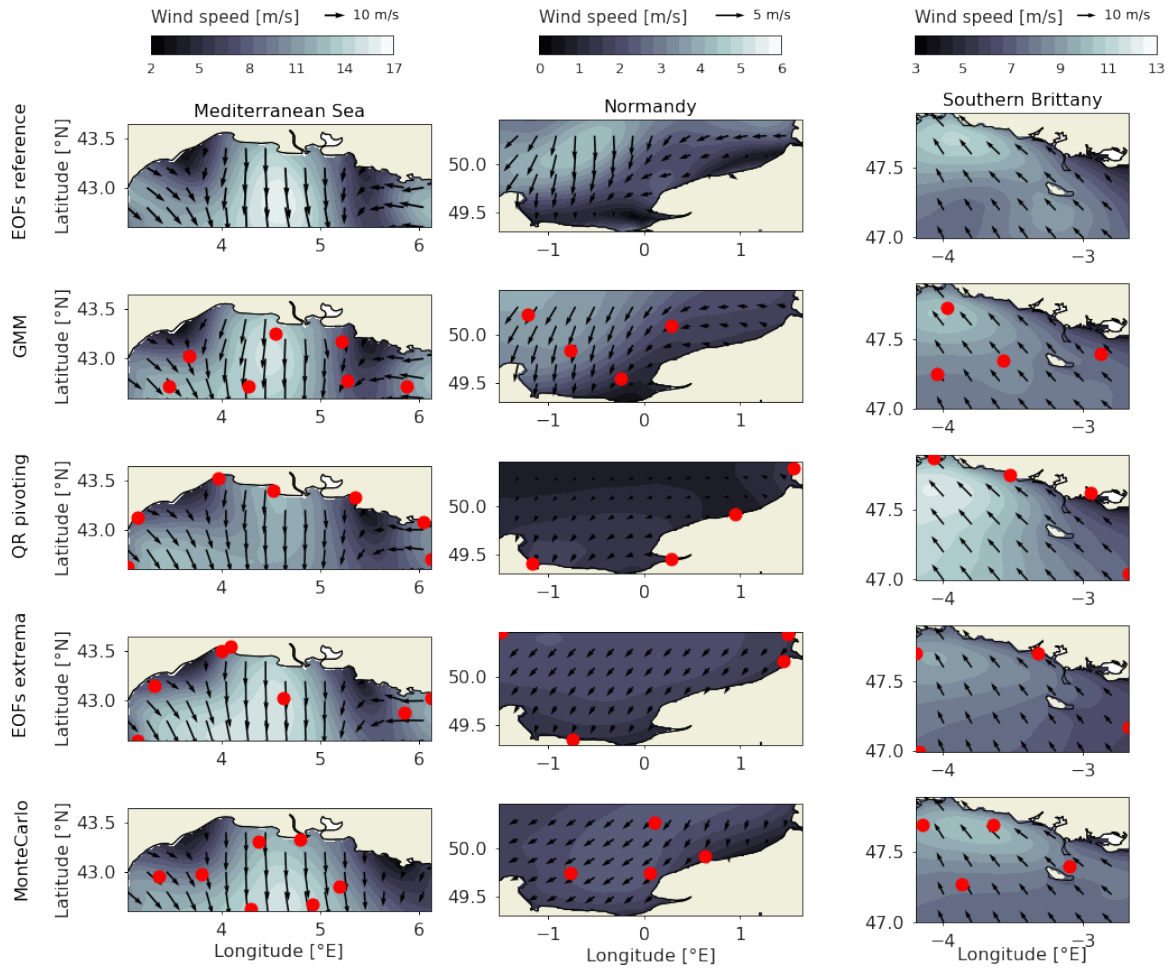 Wind speed [m/s] 10 m/s
2 5 8 11 14 17
Wind speed [m/s] 5 m/s
0 1 2 3 4 5 6
Wind speed [m/s] 10 m/s
3 5 7 9 11 13
Mediterranean Sea
Normandy
Southern Brittany
EOFs reference
Latitude [°N]
43.5
43.0
4 5 6
50.0
49.5
−1 0 1
47.5
47.0
−4 −3
GMM
Latitude [°N]
43.5
43.0
4 5 6
50.0
49.5
−1 0 1
47.5
47.0
−4 −3
QR pivoting
Latitude [°N]
43.5
43.0
4 5 6
50.0
49.5
−1 0 1
47.5
47.0
−4 −3
EOFs extrema
Latitude [°N]
43.5
43.0
4 5 6
50.0
49.5
−1 0 1
47.5
47.0
−4 −3
MonteCarlo
Latitude [°N]
43.5
43.0
4 5 6
Longitude [°E]
50.0
49.5
−1 0 1
Longitude [°E]
47.5
47.0
−4 −3
Longitude [°E]